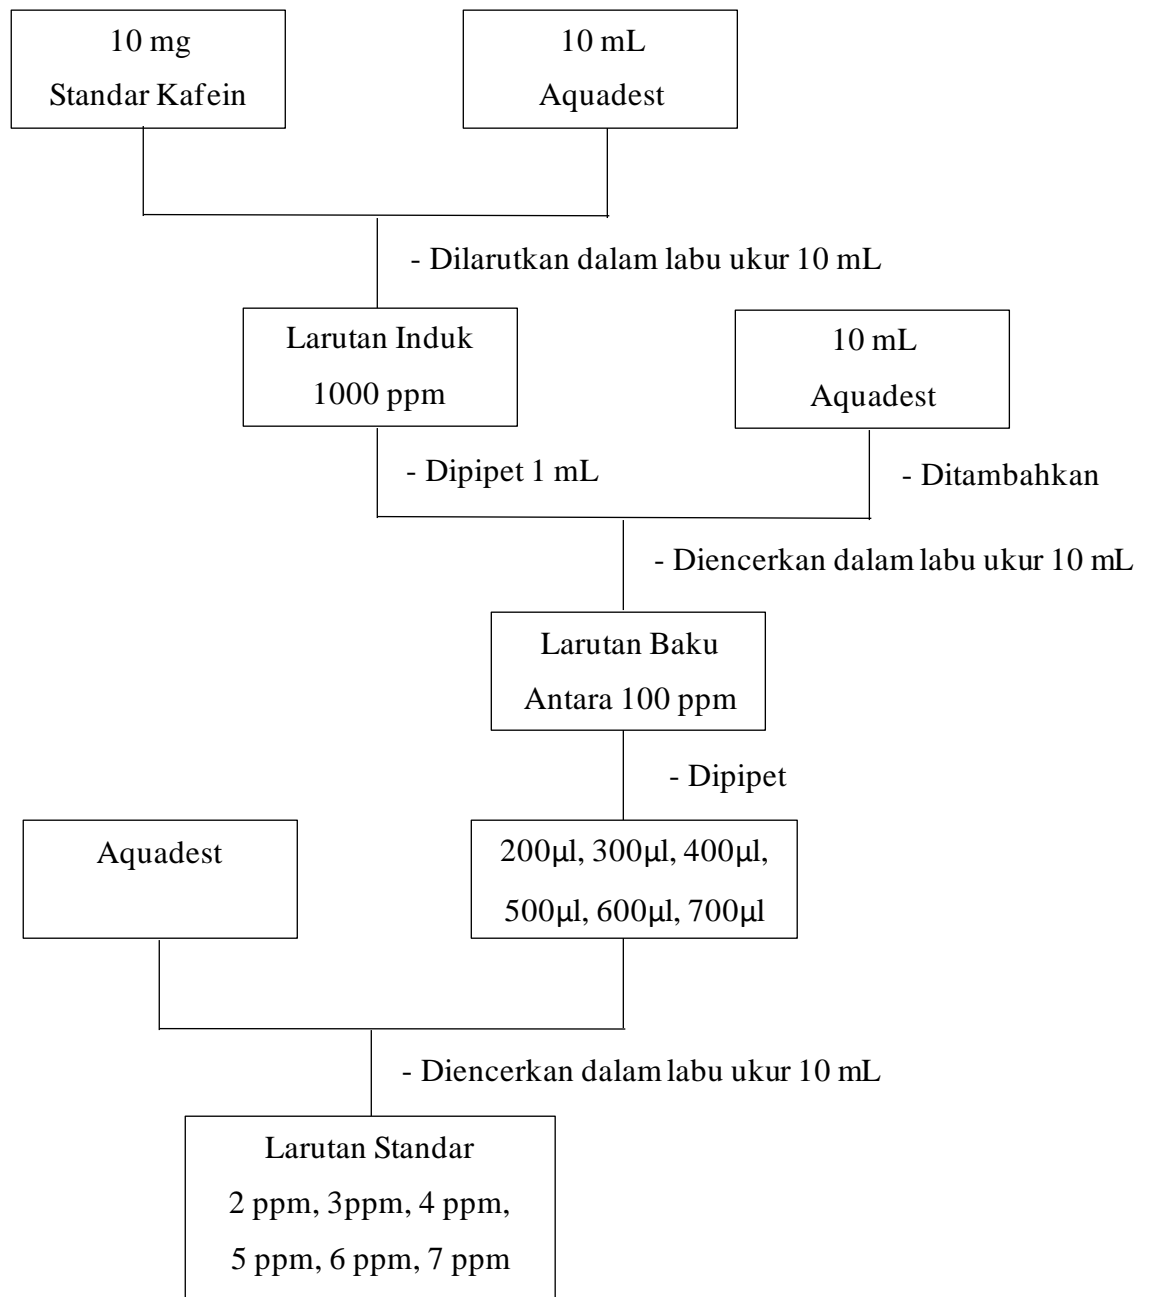 10 mg
Standar Kafein
10 mL
Aquadest
- Dilarutkan dalam labu ukur 10 mL
Larutan Induk
1000 ppm
10 mL
Aquadest
- Dipipet 1 mL
- Ditambahkan
- Diencerkan dalam labu ukur 10 mL
Larutan Baku
Antara 100 ppm
- Dipipet
Aquadest
200µl, 300µl, 400µl,
500µl, 600µl, 700µl
- Diencerkan dalam labu ukur 10 mL
Larutan Standar
2 ppm, 3ppm, 4 ppm,
5 ppm, 6 ppm, 7 ppm